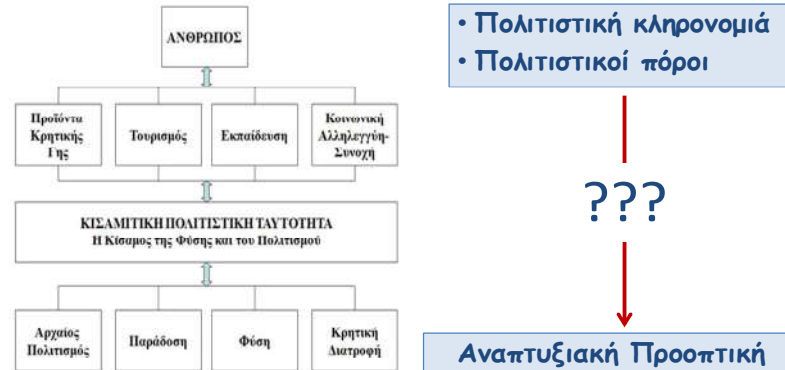 ΑΝΘΡΩΠΟΣ
Προϊόντα
Κρητικής
Γης
Τουρισμός
Εκπαίδευση
Κοινωνική
Αλληλεγγύη-
Συνοχή
ΚΙΣΑΜΙΤΙΚΗ ΠΟΛΙΤΙΣΤΙΚΗ ΤΑΥΤΟΤΗΤΑ
Η Κίσαμος της Φύσης και του Πολιτισμού
Αρχαίος
Πολιτισμός
Παράδοση
Φύση
Κρητική
Διατροφή
• Πολιτιστική κληρονομιά
• Πολιτιστικοί πόροι
???
Αναπτυξιακή Προοπτική